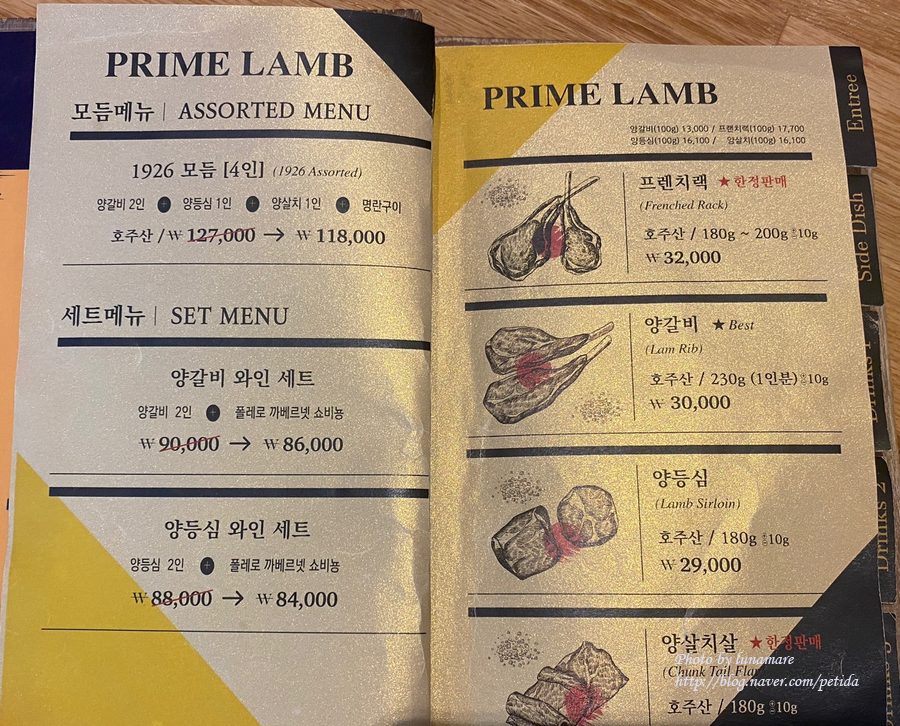 PRIME LAMB
모듬메뉴 | ASSORTED MENU
1926 모듬 [4인] (1926 Assorted)
양갈비 2인 + 양등심 1인 + 양살치 1인 + 명란구이
호주산 / ₩ 127,000 → ₩ 118,000
세트메뉴 | SET MENU
양갈비 와인 세트
양갈비 2인 + 폴레로 까베르넷 쇼비뇽
₩ 90,000 → ₩ 86,000
양등심 와인 세트
양등심 2인 + 폴레로 까베르넷 쇼비뇽
₩ 88,000 → ₩ 84,000
PRIME LAMB
양갈비(100g) 13,000 / 프랜치랙(100g) 17,700
양등심(100g) 16,100 / 양살치(100g) 16,100
프렌치랙 ★한정판매
(Frenched Rack)
호주산 / 180g ~ 200g ±10g
₩ 32,000
양갈비 ★Best
(Lam Rib)
호주산 / 230g (1인분) ±10g
₩ 30,000
양등심
(Lamb Sirloin)
호주산 / 180g ±10g
₩ 29,000
양살치살 ★한정판매
(Chunk Tail Flap
호주산 / 180g ±10g
Entree
Side Dish
Drinks 1
Drinks 2
Photo by lunamare
http://blog.naver.com/petida